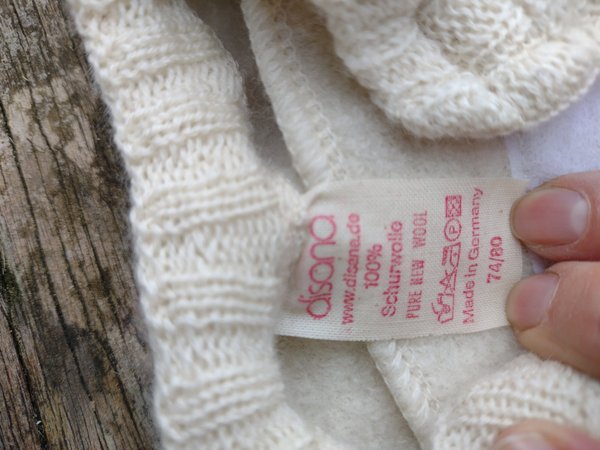 disana
www.disana.de
100%
Schurwolle
PURE NEW WOOL
Made in Germany
74/80